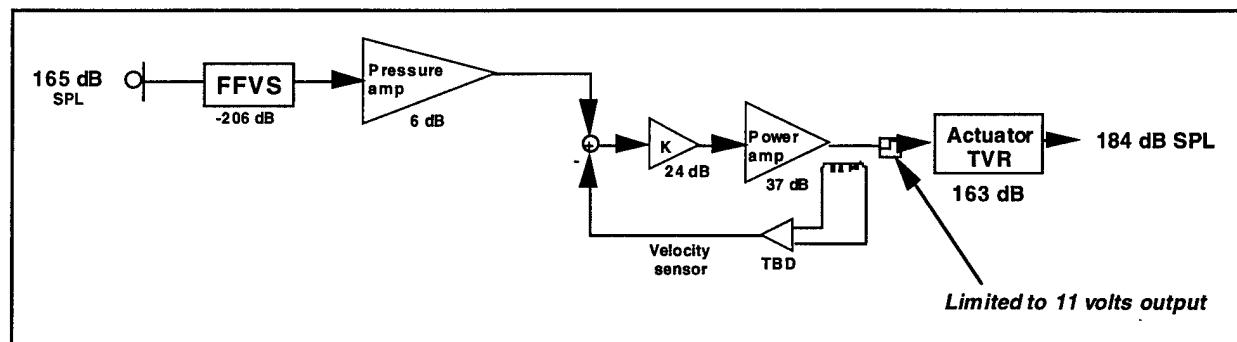 165 dB
SPL
FFVS
-206 dB
Pressure
amp
6 dB
+
-
K
24 dB
Power
amp
37 dB
Actuator
TVR
163 dB
184 dB SPL
Velocity
sensor
TBD
Limited to 11 volts output